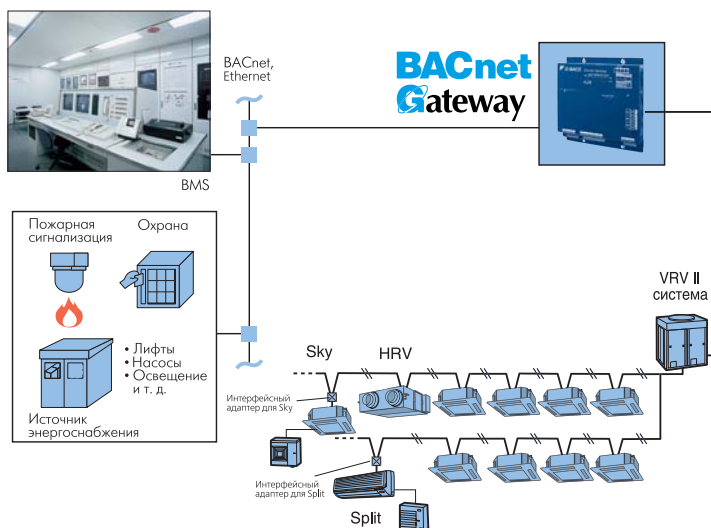 BACnet,
Ethernet
BACnet
Gateway
BMS
Пожарная
сигнализация
Охрана
• Лифты
• Насосы
• Освещение
и т. д.
Источник
энергоснабжения
VRV II
система
Sky
HRV
Интерфейсный
адаптер для Sky
Интерфейсный
адаптер для Split
Split